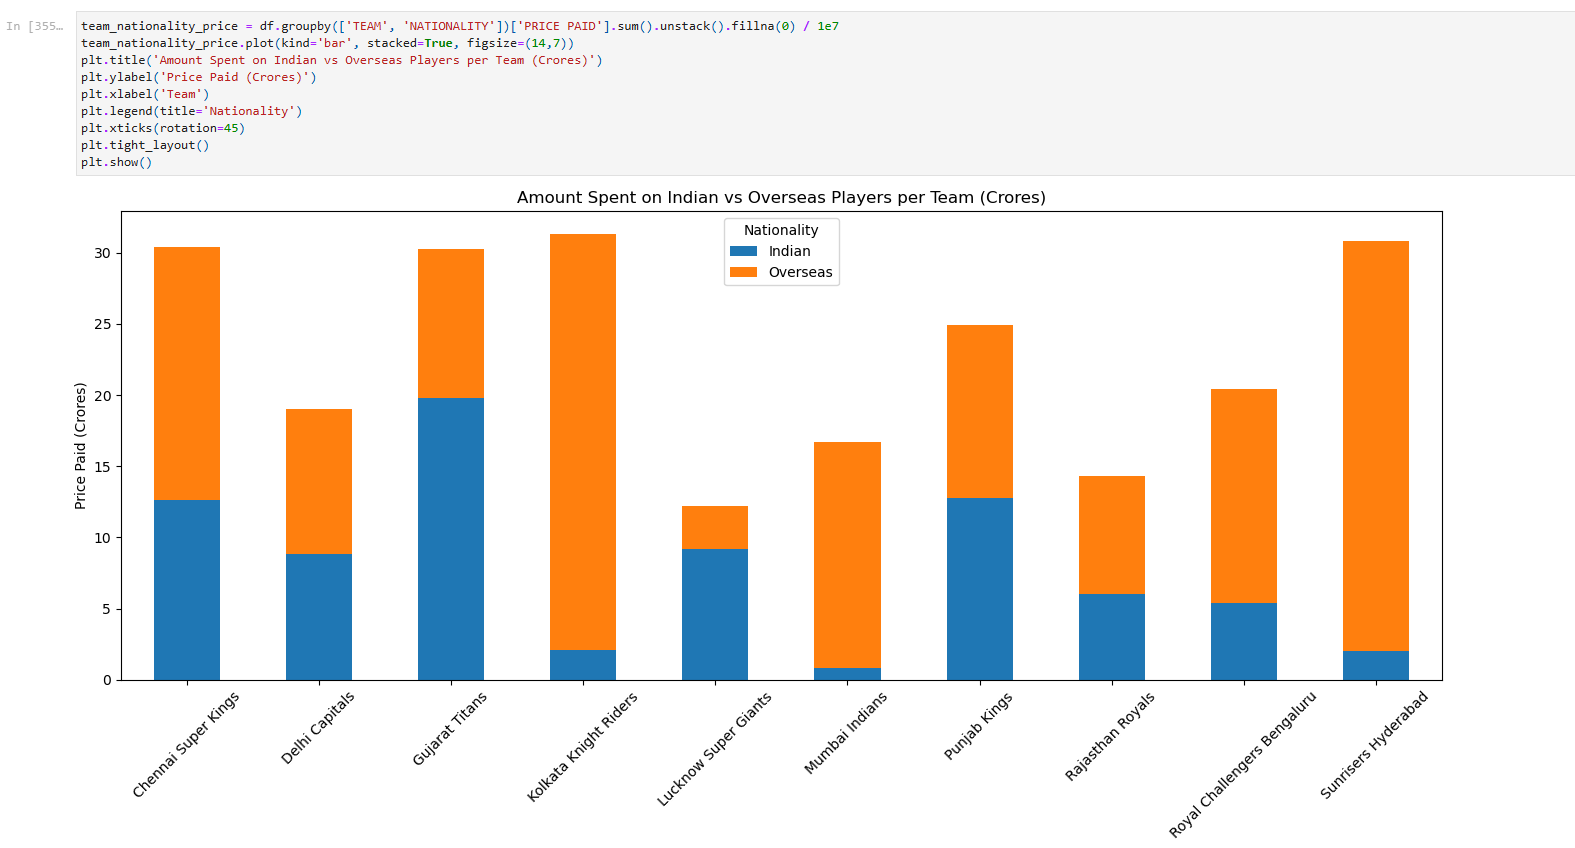 In [355…
team_nationality_price = df.groupby(['TEAM', 'NATIONALITY'])['PRICE PAID'].sum().unstack().fillna(0) / 1e7
team_nationality_price.plot(kind='bar', stacked=True, figsize=(14,7))
plt.title('Amount Spent on Indian vs Overseas Players per Team (Crores)')
plt.ylabel('Price Paid (Crores)')
plt.xlabel('Team')
plt.legend(title='Nationality')
plt.xticks(rotation=45)
plt.tight_layout()
plt.show()
Amount Spent on Indian vs Overseas Players per Team (Crores)
Nationality
Indian
Overseas
Price Paid (Crores)
30
25
20
15
10
5
0
Chennai Super Kings
Delhi Capitals
Gujarat Titans
Kolkata Knight Riders
Lucknow Super Giants
Mumbai Indians
Punjab Kings
Rajasthan Royals
Royal Challengers Bengaluru
Sunrisers Hyderabad